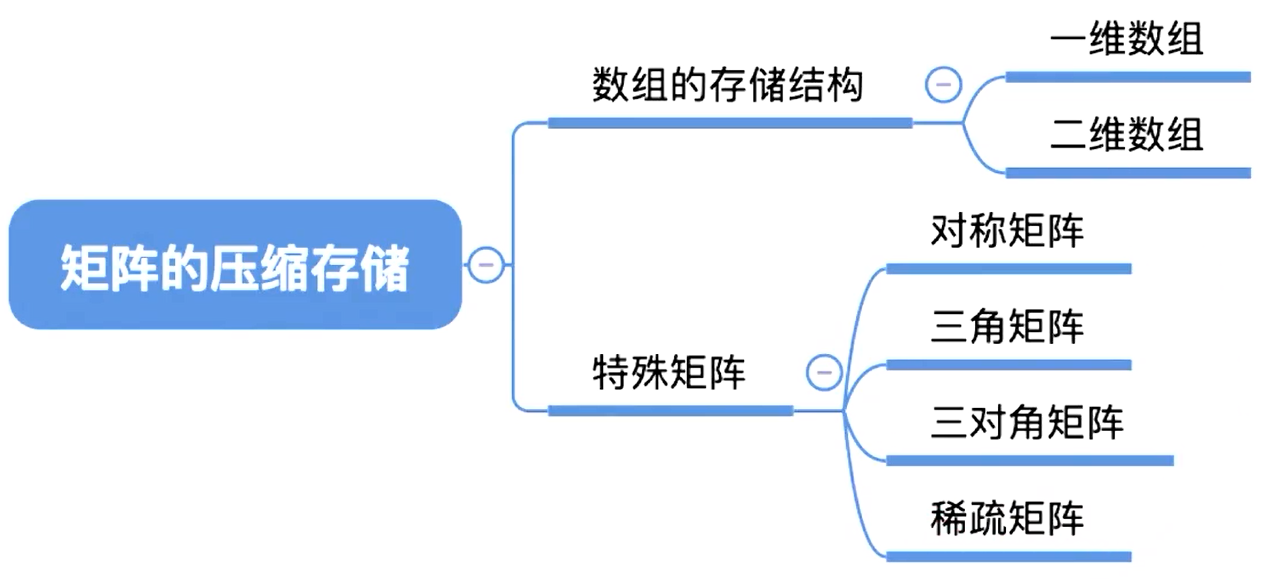 矩阵的压缩存储
数组的存储结构
一维数组
二维数组
特殊矩阵
对称矩阵
三角矩阵
三对角矩阵
稀疏矩阵